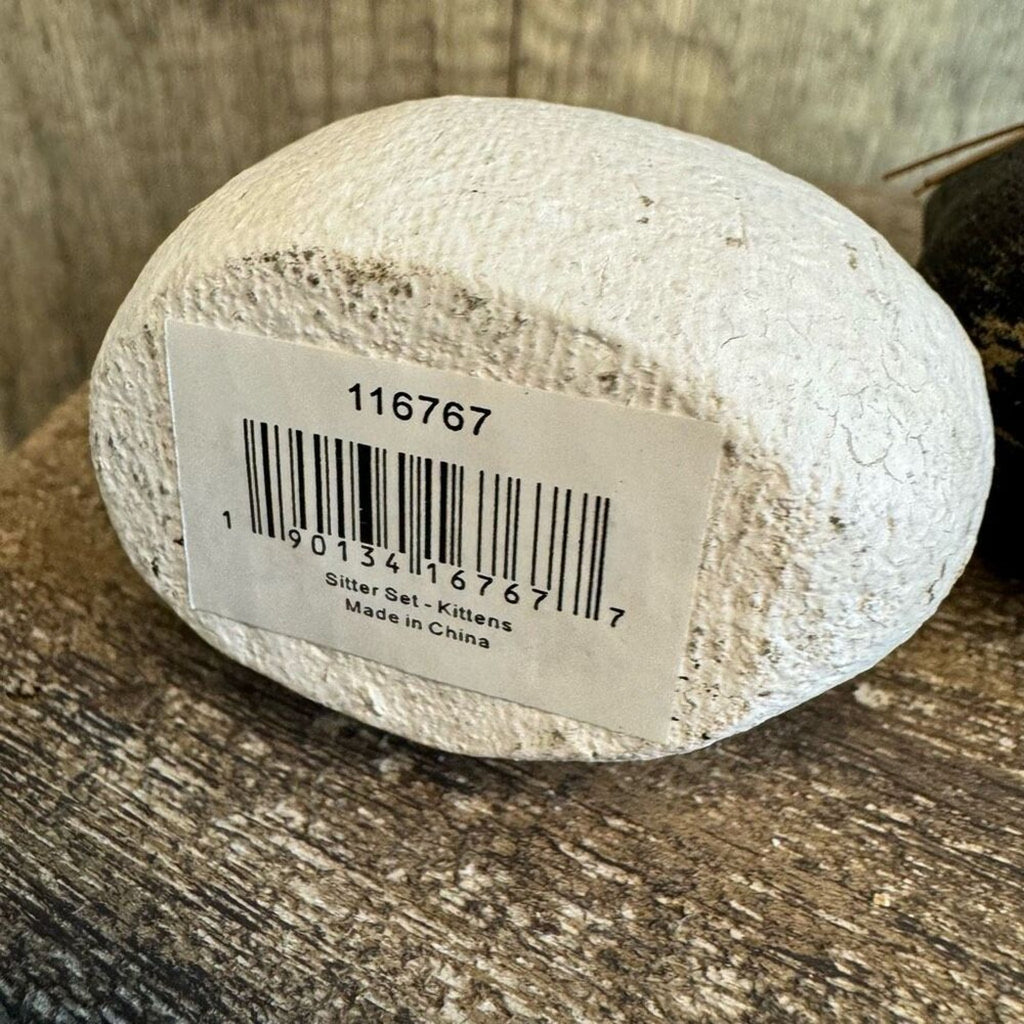 116767
1 90134 16767 7
Sitter Set - Kittens
Made in China